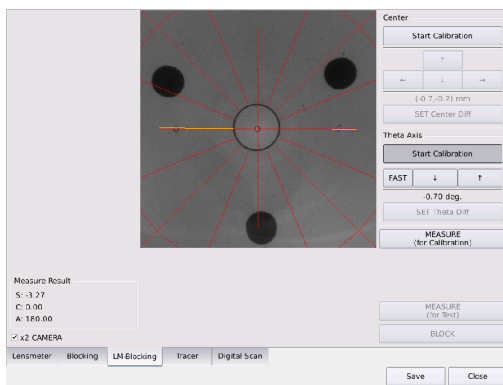 Center
Start Calibration
↑
← ↓ →
(-0.7,-0.2) mm
SET Center Diff
Theta Axis
Start Calibration
FAST ↓ ↑
-0.70 deg.
SET Theta Diff
MEASURE
(for Calibration)
Measure Result
S: -3.27
C: 0.00
A: 180.00
x2 CAMERA
MEASURE
(for Test)
BLOCK
Lensmeter Blocking LM-Blocking Tracer Digital Scan
Save Close